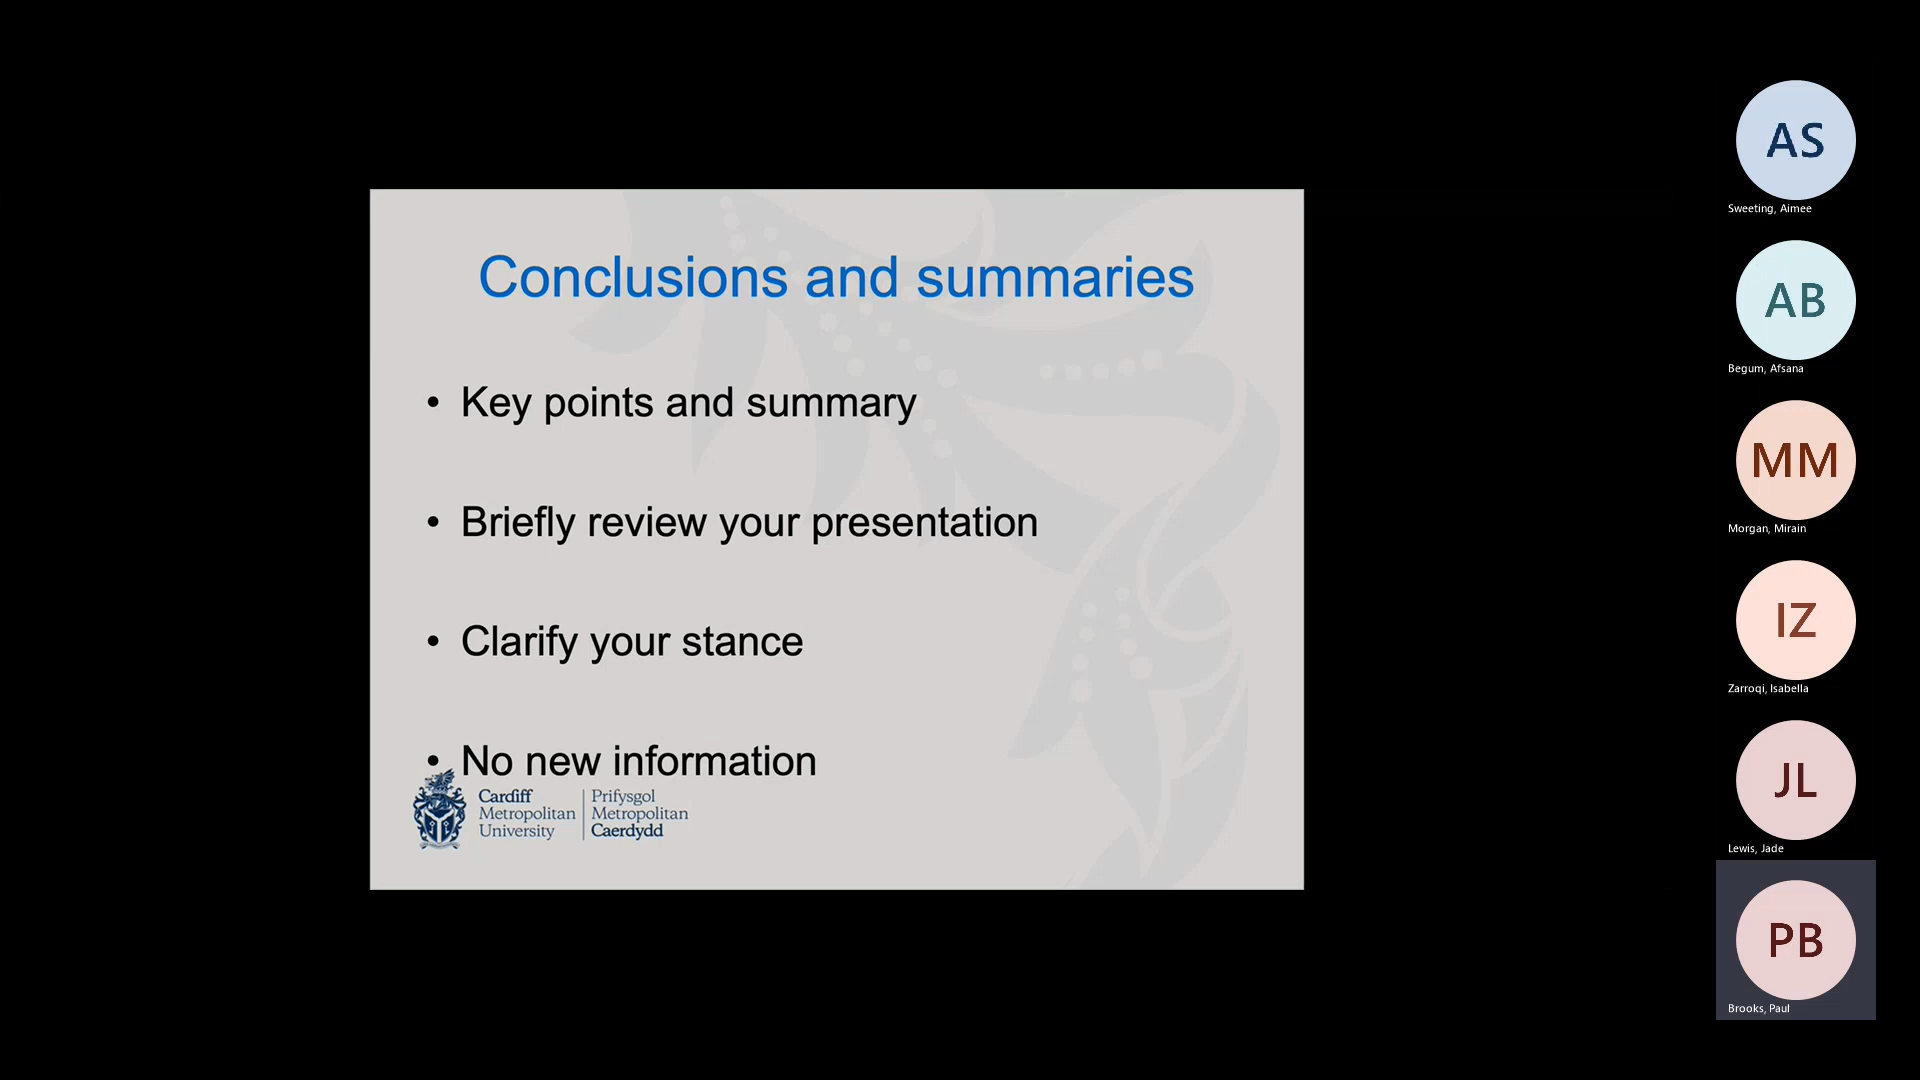 Conclusions and summaries
• Key points and summary
• Briefly review your presentation
• Clarify your stance
• No new information
Cardiff
Metropolitan
University
Prifysgol
Metropolitan
Caerdydd
AS
Sweeting, Aimee
AB
Begum, Afsana
MM
Morgan, Mirain
IZ
Zarroqi, Isabella
JL
Lewis, Jade
PB
Brooks, Paul